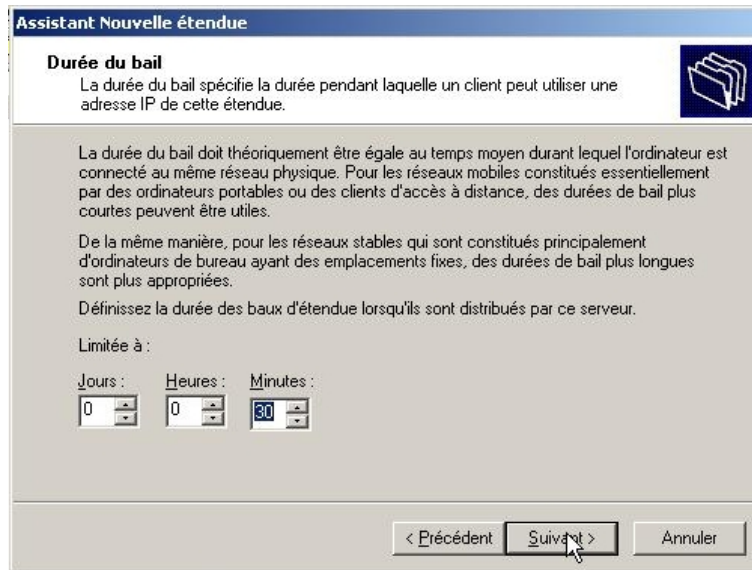 Assistant Nouvelle étendue
Durée du bail
La durée du bail spécifie la durée pendant laquelle un client peut utiliser une
adresse IP de cette étendue.
La durée du bail doit théoriquement être égale au temps moyen durant lequel l'ordinateur est
connecté au même réseau physique. Pour les réseaux mobiles constitués essentiellement
par des ordinateurs portables ou des clients d'accès à distance, des durées de bail plus
courtes peuvent être utiles.
De la même manière, pour les réseaux stables qui sont constitués principalement
d'ordinateurs de bureau ayant des emplacements fixes, des durées de bail plus longues
sont plus appropriées.
Définissez la durée des baux d'étendue lorsqu'ils sont distribués par ce serveur.
Limitée à :
Jours : Heures : Minutes :
0 0 30
< Précédent Suivant > Annuler